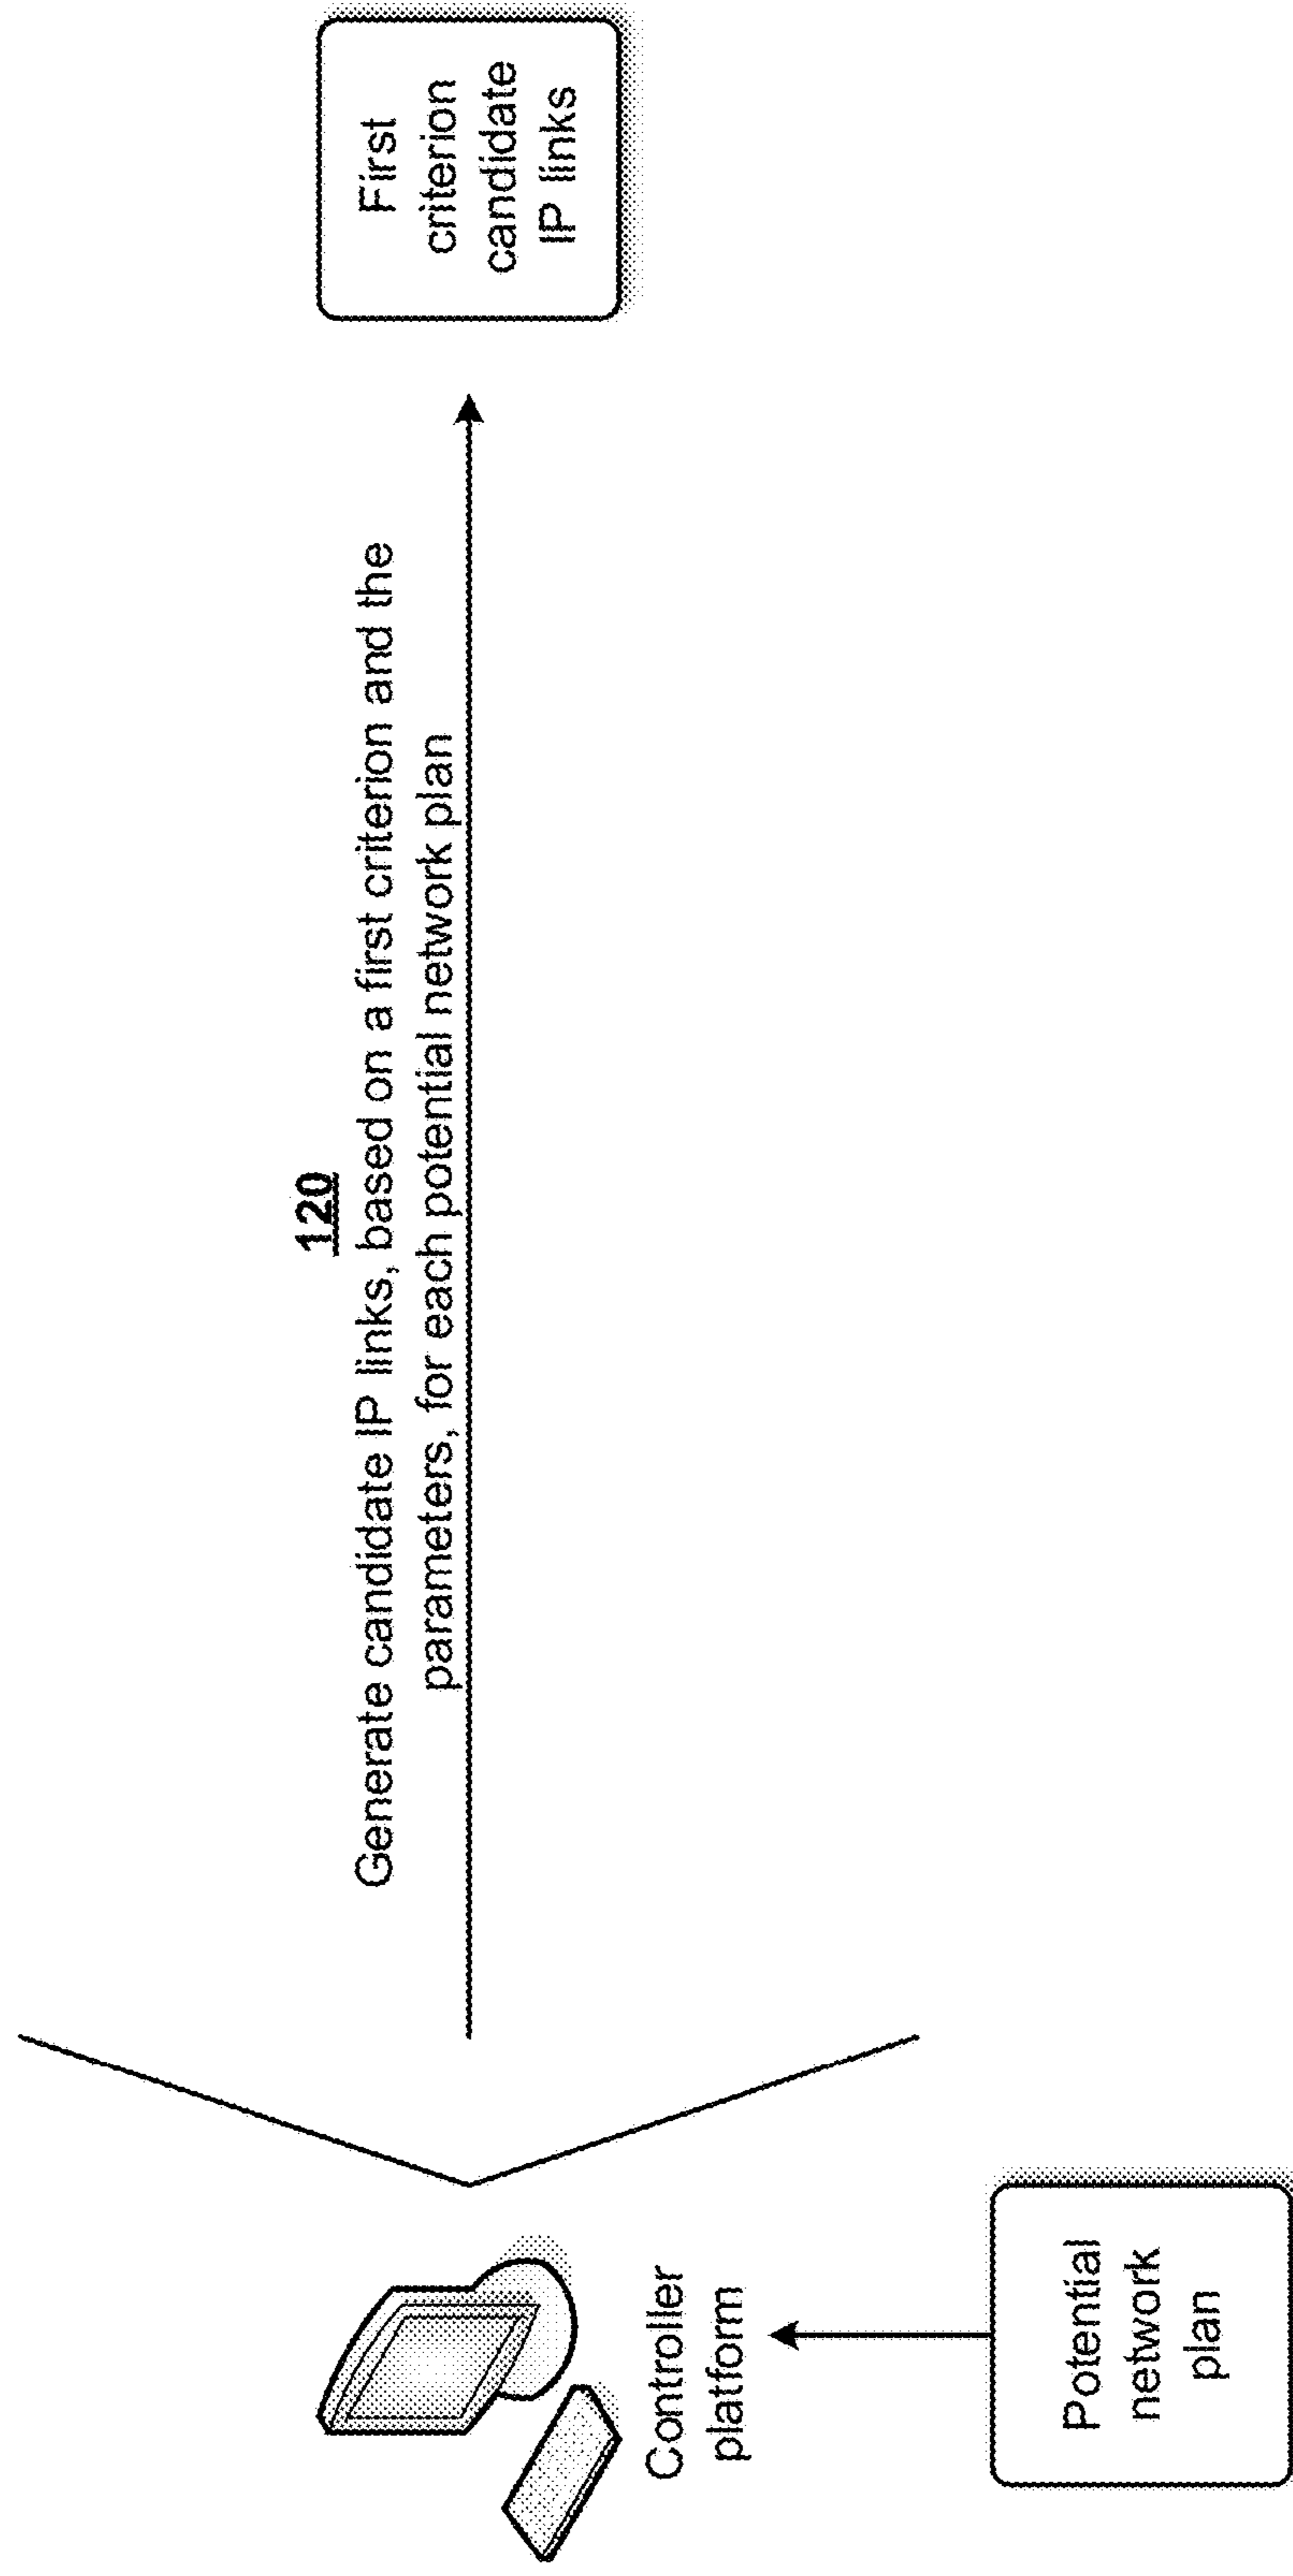 120
Generate candidate IP links, based on a first criterion and the
parameters, for each potential network plan
First
criterion
candidate
IP links
Controller
platform
Potential
network
plan